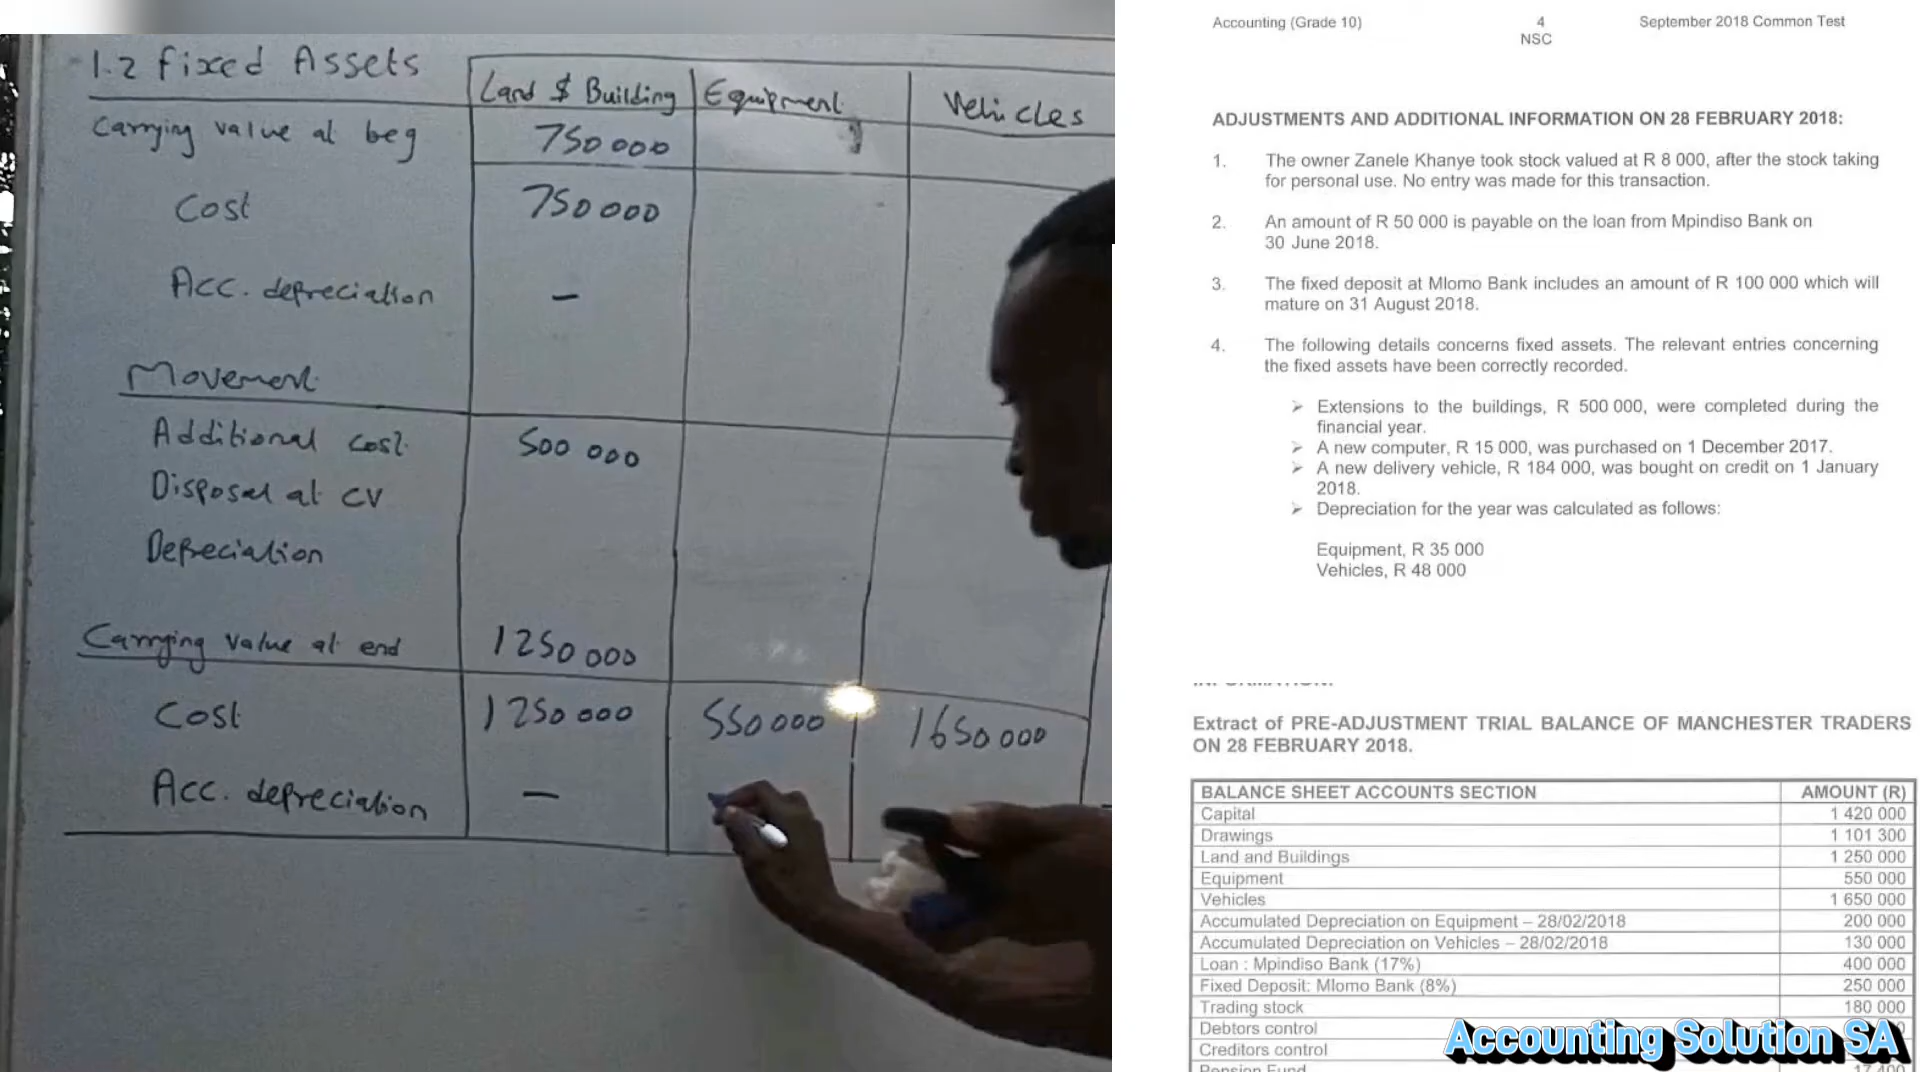 1.2 Fixed Assets
Land $ Building Equipment Vehicles
Carrying value at beg 750 000
Cost 750 000
Acc. depreciation –
Movement
Additional cost 500 000
Disposal at CV
Depreciation
Carrying value at end 1250 000
Cost 1250 000 550 000 1650 000
Acc. depreciation –
Accounting (Grade 10) 4 September 2018 Common Test
NSC
ADJUSTMENTS AND ADDITIONAL INFORMATION ON 28 FEBRUARY 2018:
1. The owner Zanele Khanye took stock valued at R 8 000, after the stock taking
for personal use. No entry was made for this transaction.
2. An amount of R 50 000 is payable on the loan from Mpindiso Bank on
30 June 2018.
3. The fixed deposit at Mlomo Bank includes an amount of R 100 000 which will
mature on 31 August 2018.
4. The following details concerns fixed assets. The relevant entries concerning
the fixed assets have been correctly recorded.
➢ Extensions to the buildings, R 500 000, were completed during the
financial year.
➢ A new computer, R 15 000, was purchased on 1 December 2017.
➢ A new delivery vehicle, R 184 000, was bought on credit on 1 January
2018.
➢ Depreciation for the year was calculated as follows:
Equipment, R 35 000
Vehicles, R 48 000
Extract of PRE-ADJUSTMENT TRIAL BALANCE OF MANCHESTER TRADERS
ON 28 FEBRUARY 2018.
BALANCE SHEET ACCOUNTS SECTION AMOUNT (R)
Capital 1 420 000
Drawings 1 101 300
Land and Buildings 1 250 000
Equipment 550 000
Vehicles 1 650 000
Accumulated Depreciation on Equipment – 28/02/2018 200 000
Accumulated Depreciation on Vehicles – 28/02/2018 130 000
Loan : Mpindiso Bank (17%) 400 000
Fixed Deposit: Mlomo Bank (8%) 250 000
Trading stock 180 000
Debtors control
Creditors control
Pension Fund 17 400
Accounting Solution SA